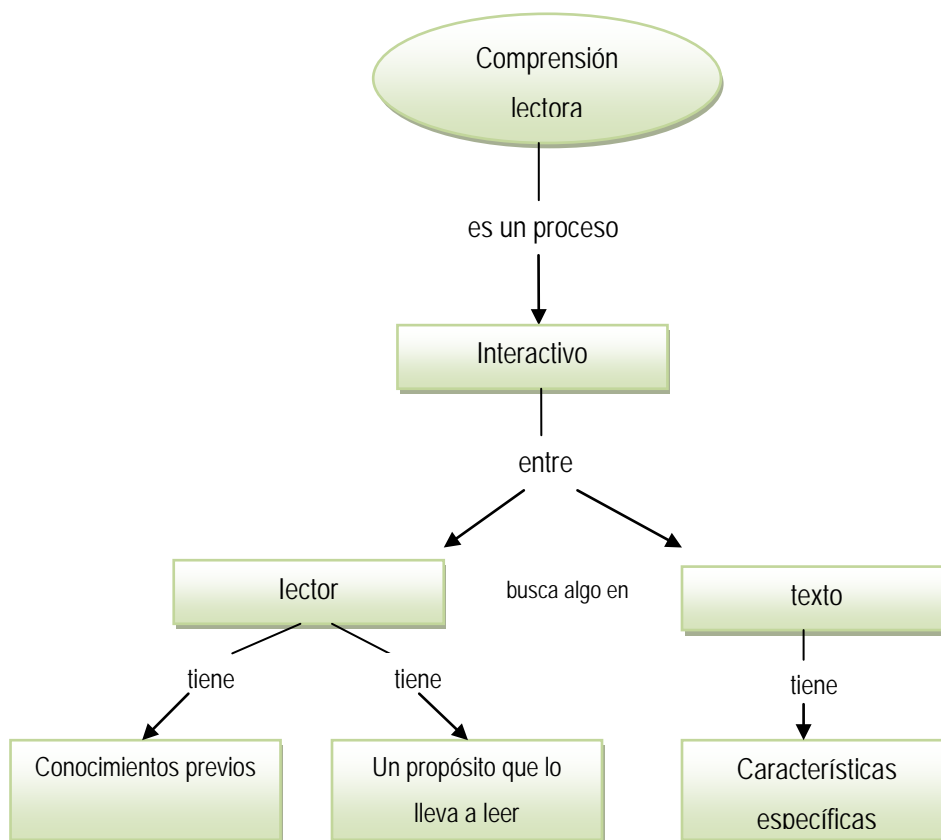 Comprensión
lectora
es un proceso
Interactivo
entre
lector
busca algo en
texto
tiene
tiene
tiene
Conocimientos previos
Un propósito que lo
lleva a leer
Características
específicas